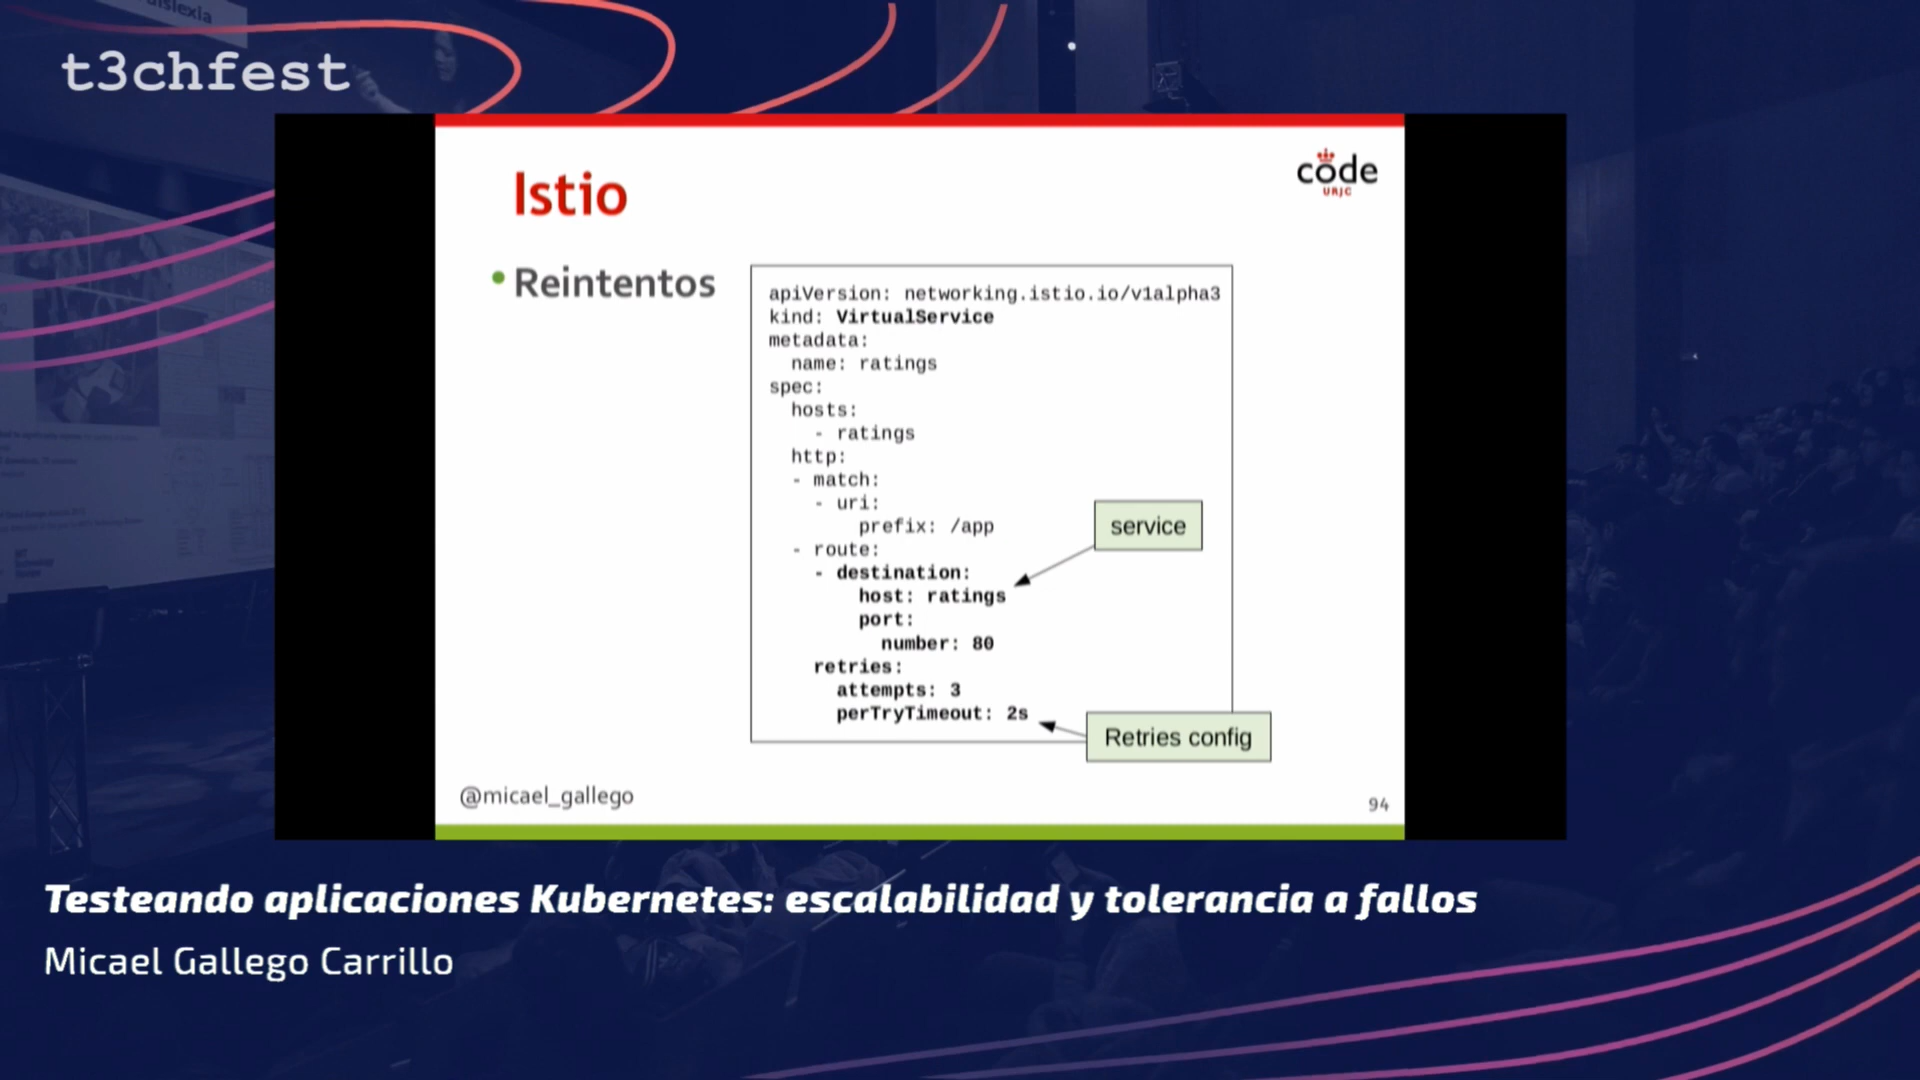 islexia
t3chfest
code
URJC
Istio
• Reintentos
apiVersion: networking.istio.io/v1alpha3
kind: VirtualService
metadata:
  name: ratings
spec:
  hosts:
    - ratings
  http:
  - match:
    - uri:
        prefix: /app
  - route:
    - destination:
        host: ratings
        port:
          number: 80
    retries:
      attempts: 3
      perTryTimeout: 2s
service
Retries config
@micael_gallego
94
Testeando aplicaciones Kubernetes: escalabilidad y tolerancia a fallos
Micael Gallego Carrillo